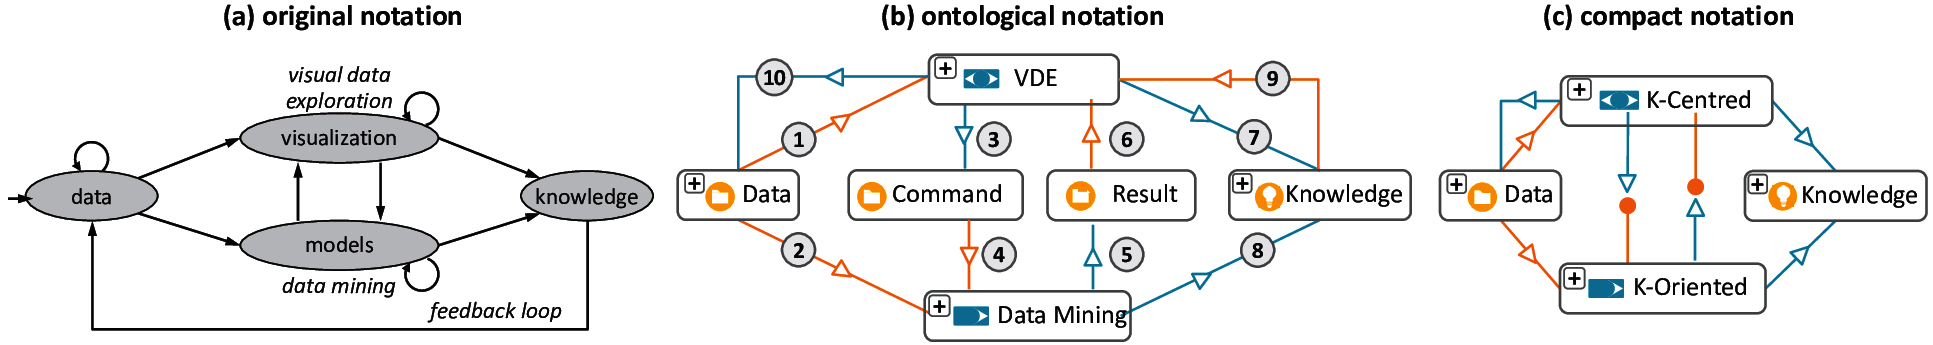 (a) original notation
visual data
exploration
visualization
data
knowledge
models
data mining
feedback loop
(b) ontological notation
10
+ VDE
9
1
3
6
7
+ Data
Command
Result
+ Knowledge
2
4
5
8
+ Data Mining
(c) compact notation
+ K-Centred
+ Data
+ Knowledge
+ K-Oriented